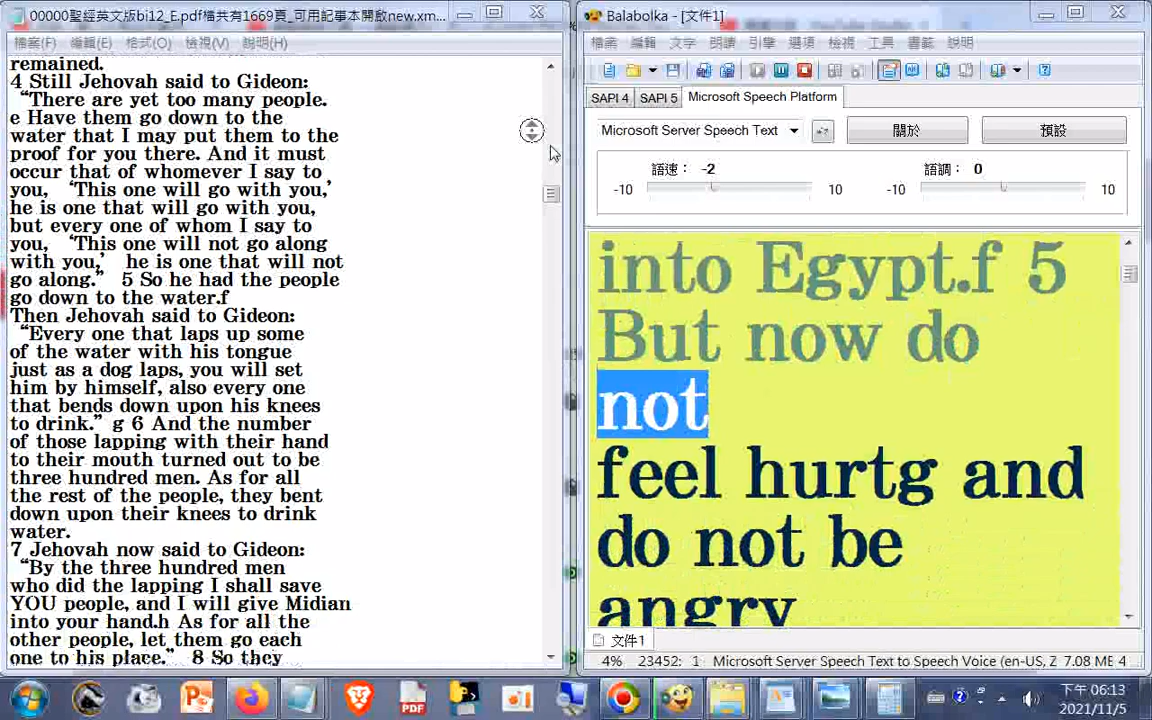 00000聖經英文版bi12_E.pdf檔共有1669頁_可用記事本開啟new.xm...
檔案(F) 編輯(E) 格式(O) 檢視(V) 說明(H)
remained.
4 Still Jehovah said to Gideon:
“There are yet too many people.
e Have them go down to the
water that I may put them to the
proof for you there. And it must
occur that of whomever I say to
you, ‘This one will go with you,’
he is one that will go with you,
but every one of whom I say to
you, ‘This one will not go along
with you,’ he is one that will not
go along.” 5 So he had the people
go down to the water.f
Then Jehovah said to Gideon:
“Every one that laps up some
of the water with his tongue
just as a dog laps, you will set
him by himself, also every one
that bends down upon his knees
to drink.” g 6 And the number
of those lapping with their hand
to their mouth turned out to be
three hundred men. As for all
the rest of the people, they bent
down upon their knees to drink
water.
7 Jehovah now said to Gideon:
“By the three hundred men
who did the lapping I shall save
YOU people, and I will give Midian
into your hand.h As for all the
other people, let them go each
one to his place.” 8 So they
Balabolka - [文件1]
檔案 編輯 文字 朗讀 引擎 選項 檢視 工具 書籤 說明
SAPI 4 SAPI 5 Microsoft Speech Platform
Microsoft Server Speech Text 關於 預設
語速： -2 語調： 0
-10 10 -10 10
into Egypt.f 5
But now do
not
feel hurtg and
do not be
angry
文件1
4% 23452: 1 Microsoft Server Speech Text to Speech Voice (en-US, Z 7.08 MB 4
PDF
下午 06:13
2021/11/5